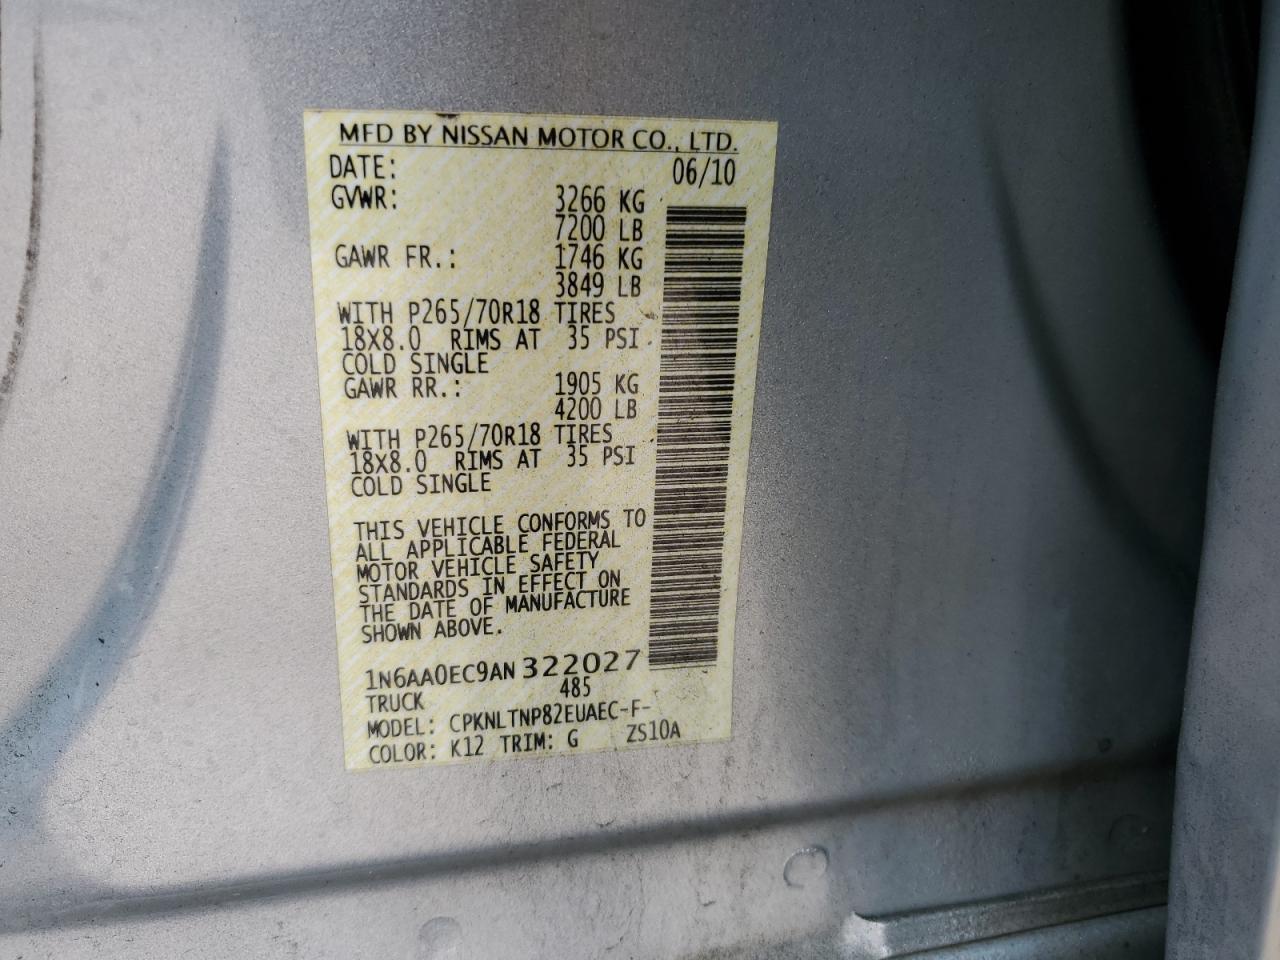 MFD BY NISSAN MOTOR CO., LTD.
DATE: 06/10
GVWR: 3266 KG
7200 LB
GAWR FR.: 1746 KG
3849 LB
WITH P265/70R18 TIRES
18X8.0 RIMS AT 35 PSI
COLD SINGLE
GAWR RR.: 1905 KG
4200 LB
WITH P265/70R18 TIRES
18X8.0 RIMS AT 35 PSI
COLD SINGLE
THIS VEHICLE CONFORMS TO
ALL APPLICABLE FEDERAL
MOTOR VEHICLE SAFETY
STANDARDS IN EFFECT ON
THE DATE OF MANUFACTURE
SHOWN ABOVE.
1N6AA0EC9AN322027
TRUCK 485
MODEL: CPKNLTNP82EUAEC-F-
COLOR: K12 TRIM: G ZS10A